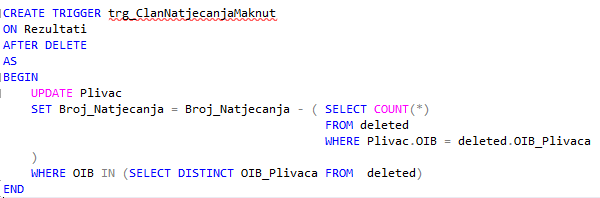 CREATE TRIGGER trg_ClanNatjecanjaMaknut
ON Rezultati
AFTER DELETE
AS
BEGIN
    UPDATE Plivac
    SET Broj_Natjecanja = Broj_Natjecanja - ( SELECT COUNT(*)
                                              FROM deleted
                                              WHERE Plivac.OIB = deleted.OIB_Plivaca
    )
    WHERE OIB IN (SELECT DISTINCT OIB_Plivaca FROM  deleted)
END